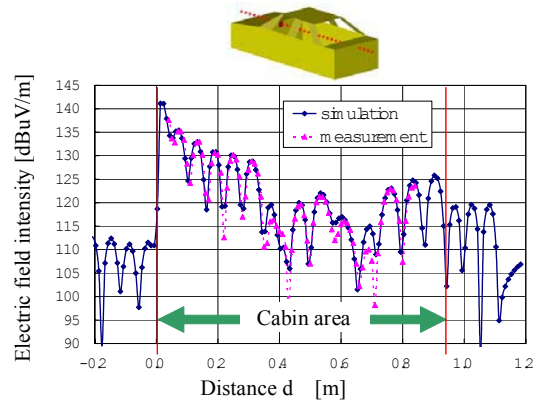 Electric field intensity [dBuV/m]
145
140
135
130
125
120
115
110
105
100
95
90
simulation
measurement
Cabin area
-0.2 0.0 0.2 0.4 0.6 0.8 1.0 1.2
Distance d [m]